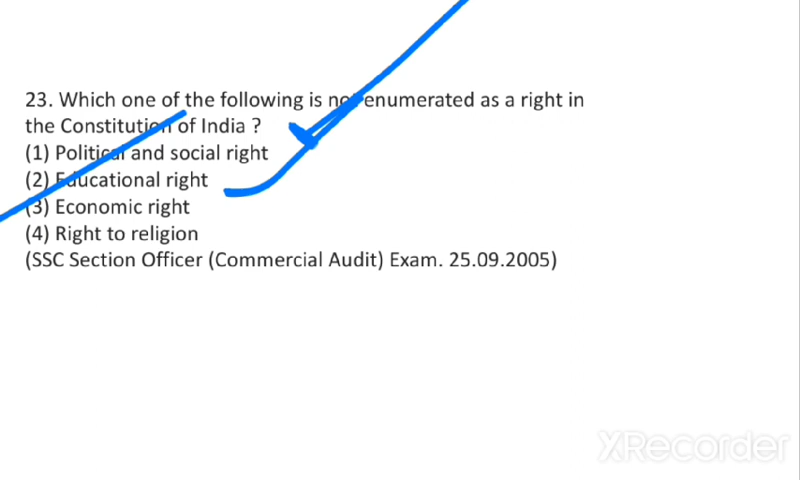 23. Which one of the following is not enumerated as a right in
the Constitution of India ?
(1) Political and social right
(2) Educational right
(3) Economic right
(4) Right to religion
(SSC Section Officer (Commercial Audit) Exam. 25.09.2005)
XRecorder